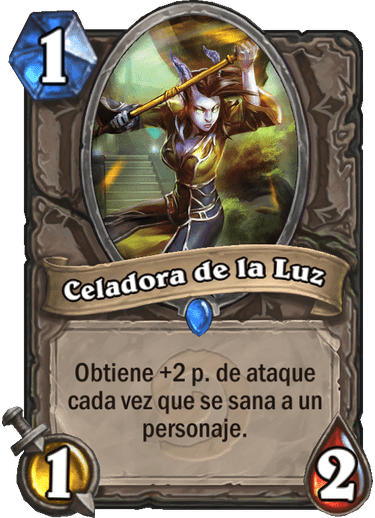 1
Celadora de la Luz
Obtiene +2 p. de ataque
cada vez que se sana a un
personaje.
1
2